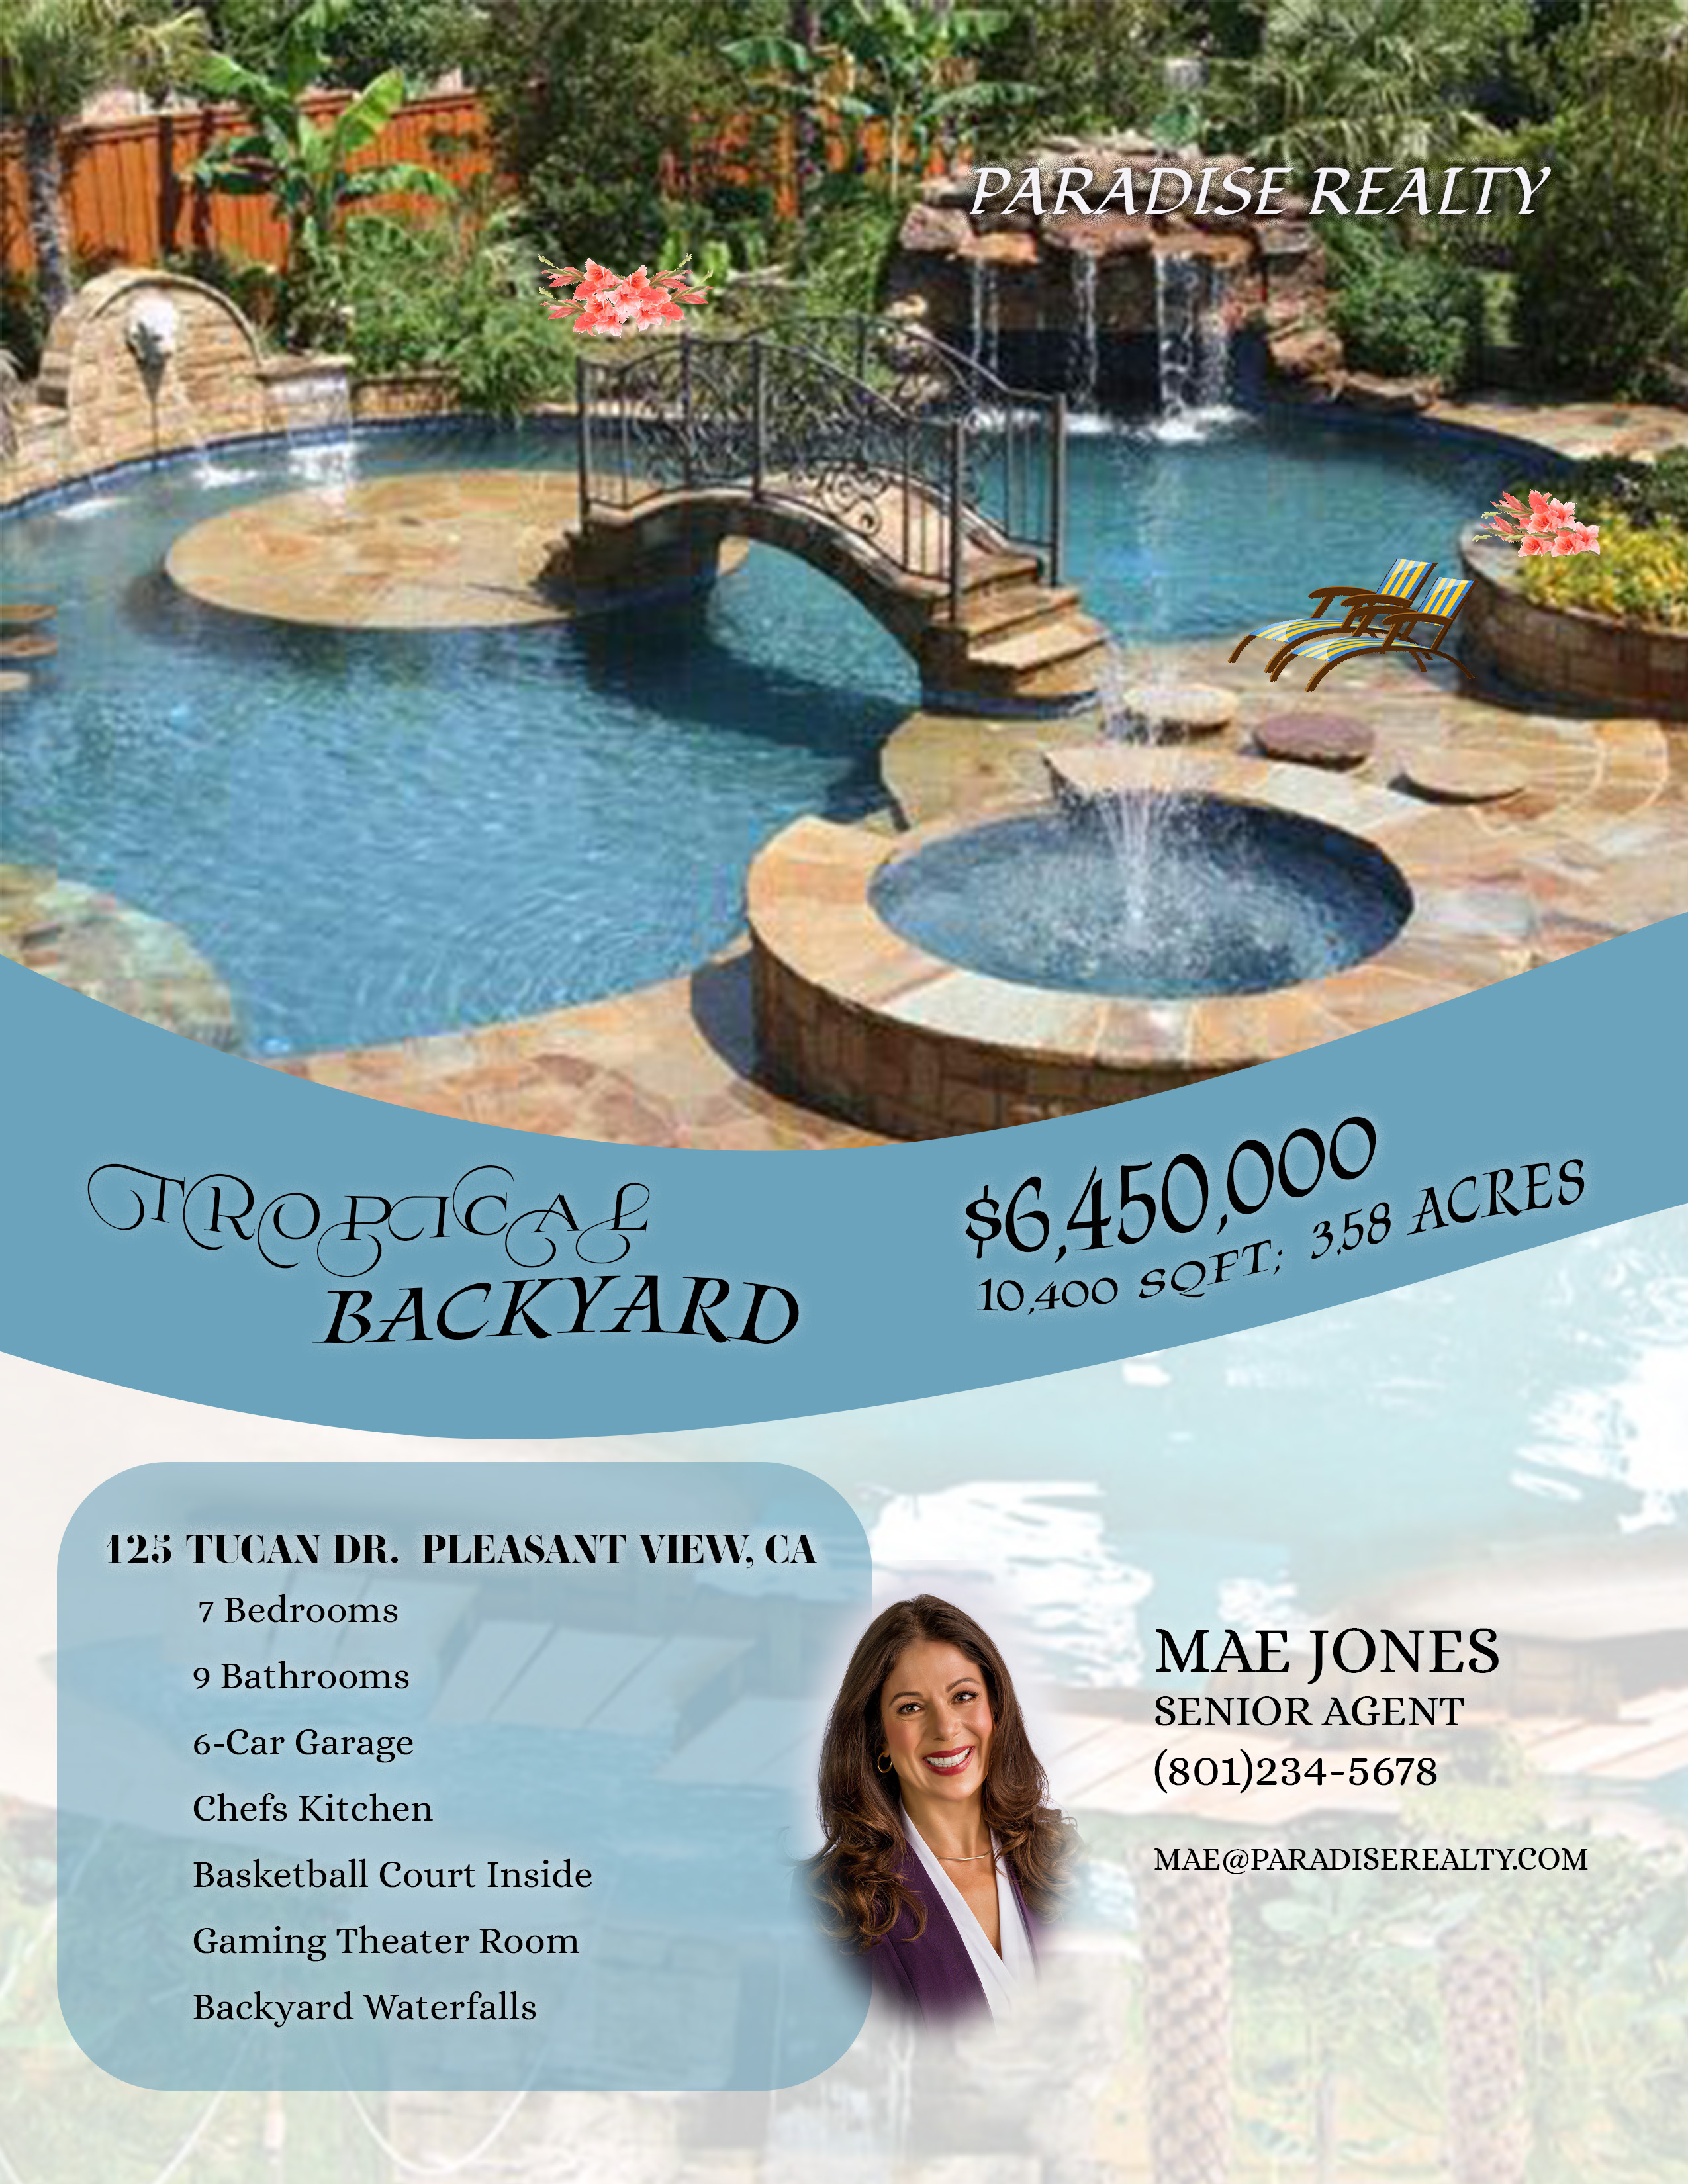 PARADISE REALTY
TROPICAL
BACKYARD
$6,450,000
10,400 SQFT; 3.58 ACRES
125 TUCAN DR. PLEASANT VIEW, CA
7 Bedrooms
9 Bathrooms
6-Car Garage
Chefs Kitchen
Basketball Court Inside
Gaming Theater Room
Backyard Waterfalls
MAE JONES
SENIOR AGENT
(801)234-5678
MAE@PARADISEREALTY.COM